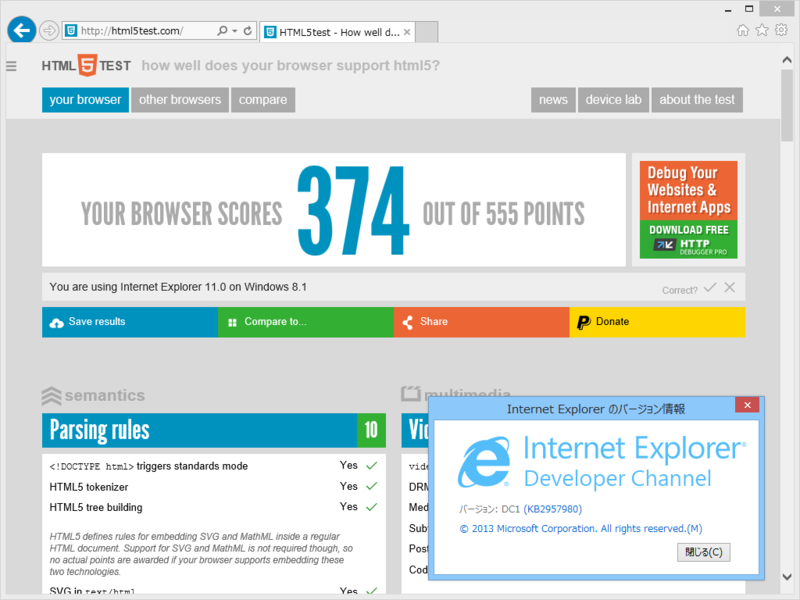 http://html5test.com/
HTML5test - How well d...
HTML 5 TEST how well does your browser support html5?
your browser other browsers compare news device lab about the test
YOUR BROWSER SCORES 374 OUT OF 555 POINTS
Debug Your
Websites &
Internet Apps
DOWNLOAD FREE
HTTP
DEBUGGER PRO
You are using Internet Explorer 11.0 on Windows 8.1 Correct?
Save results Compare to... Share Donate
semantics
multimedia
Parsing rules 10
<!DOCTYPE html> triggers standards mode Yes
HTML5 tokenizer Yes
HTML5 tree building Yes
HTML5 defines rules for embedding SVG and MathML inside a regular
HTML document. Support for SVG and MathML is not required though, so
no actual points are awarded if your browser supports embedding these
two technologies.
SVG in text/html Yes
Vi
vide
DRM
Med
Subt
Post
Cod
Internet Explorer のバージョン情報
Internet Explorer®
Developer Channel
バージョン: DC1 (KB2957980)
© 2013 Microsoft Corporation. All rights reserved.(M)
閉じる(C)